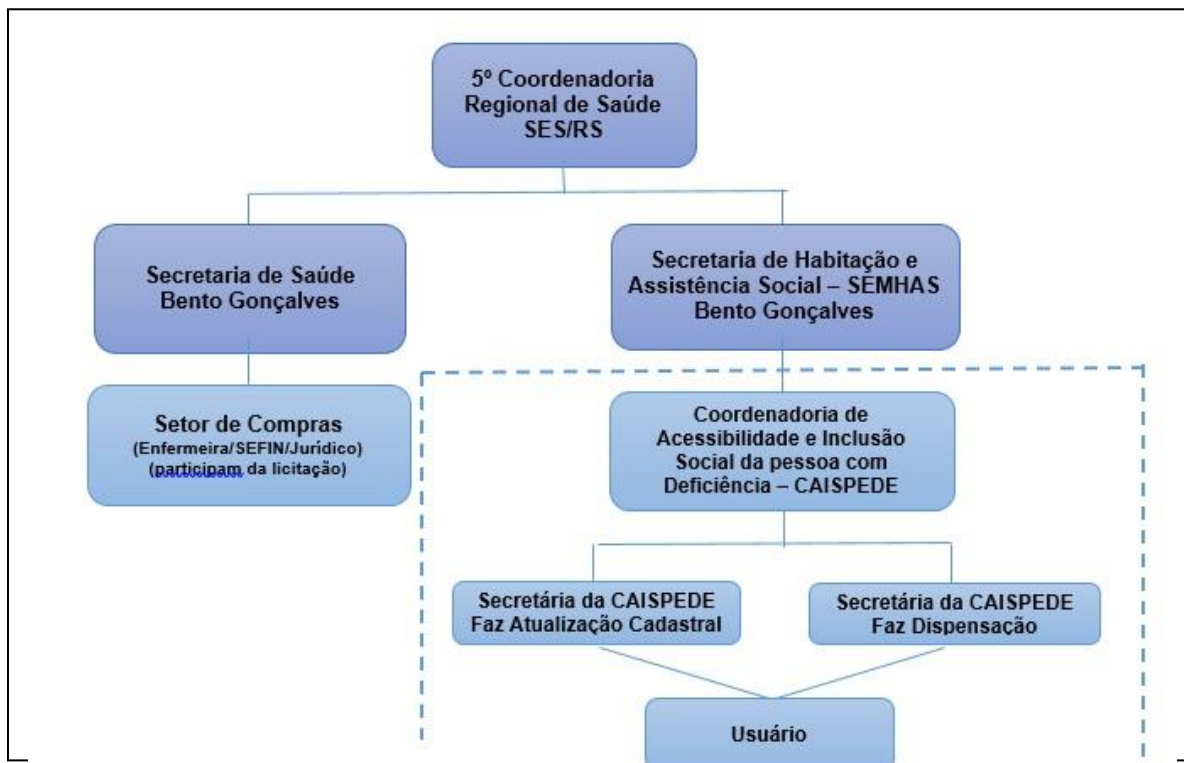 5º Coordenadoria
Regional de Saúde
SES/RS
Secretaria de Saúde
Bento Gonçalves
Secretaria de Habitação e
Assistência Social – SEMHAS
Bento Gonçalves
Setor de Compras
(Enfermeira/SEFIN/Jurídico)
(participam da licitação)
Coordenadoria de
Acessibilidade e Inclusão
Social da pessoa com
Deficiência – CAISPEDE
Secretária da CAISPEDE
Faz Atualização Cadastral
Secretária da CAISPEDE
Faz Dispensação
Usuário